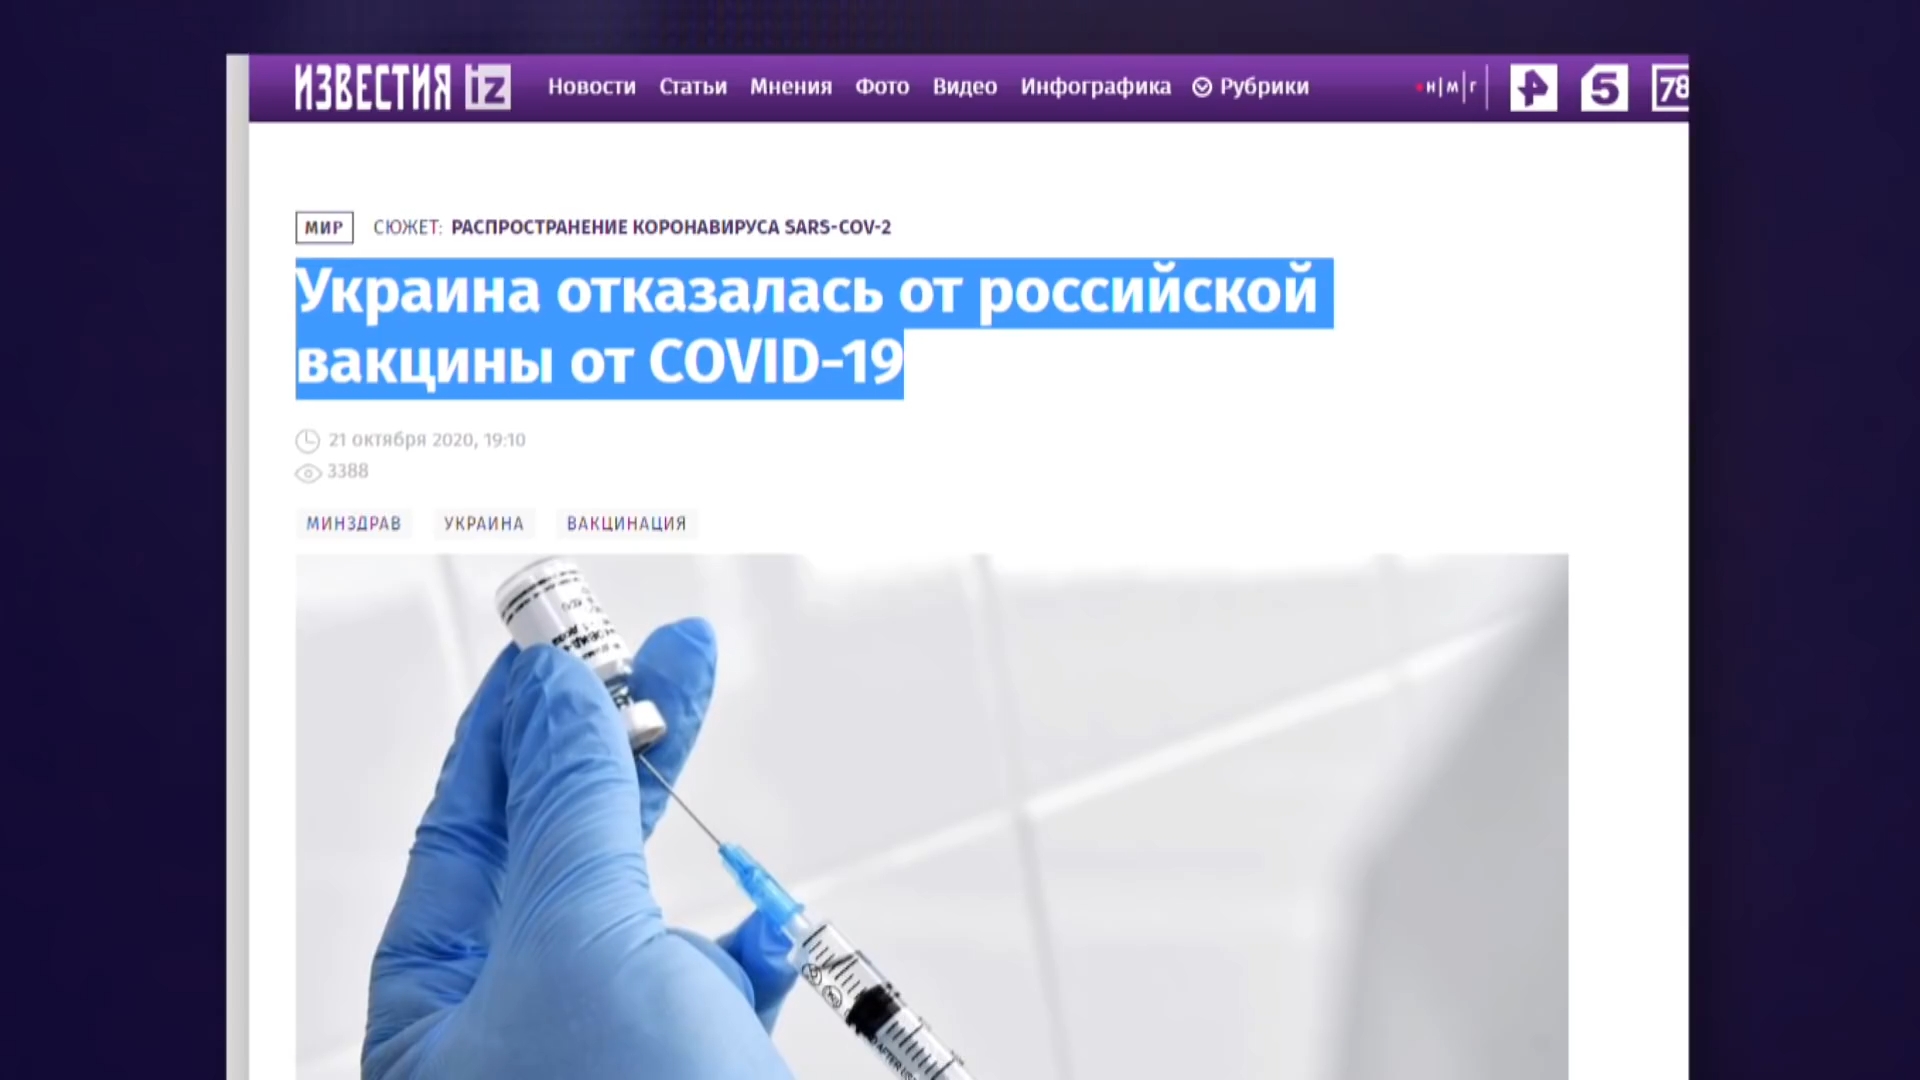 ИЗВЕСТИЯ iz Новости Статьи Мнения Фото Видео Инфографика Рубрики н|м|г 5 78
МИР СЮЖЕТ: РАСПРОСТРАНЕНИЕ КОРОНАВИРУСА SARS-COV-2
Украина отказалась от российской
вакцины от COVID-19
21 октября 2020, 19:10
3388
МИНЗДРАВ УКРАИНА ВАКЦИНАЦИЯ